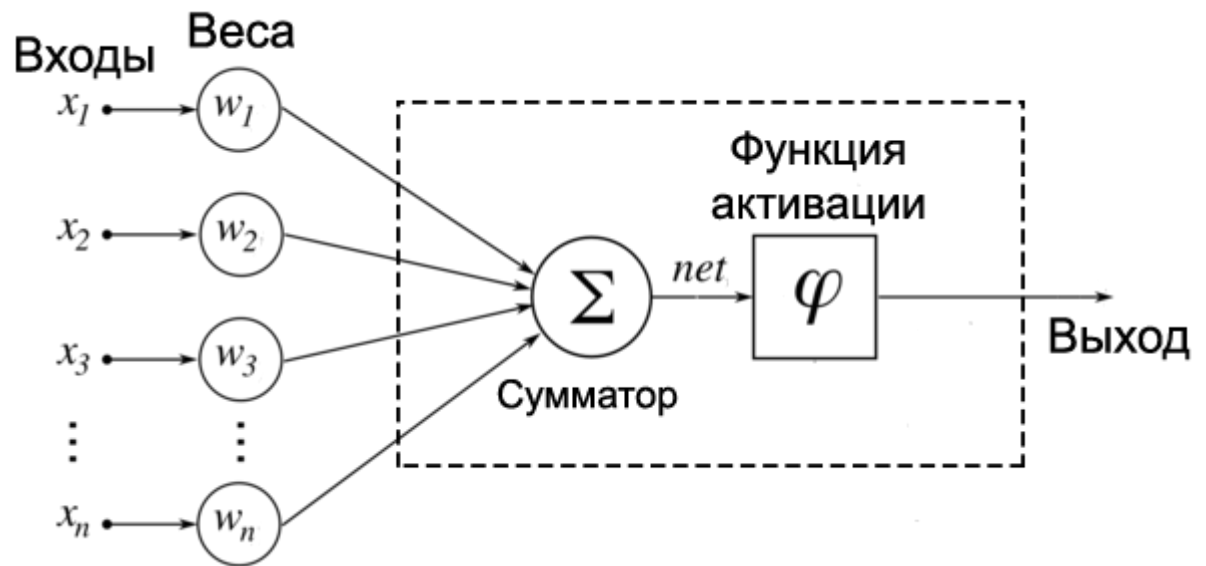 Входы
Веса
x1
w1
x2
w2
x3
w3
xn
wn
Σ
Сумматор
net
Функция
активации
φ
Выход